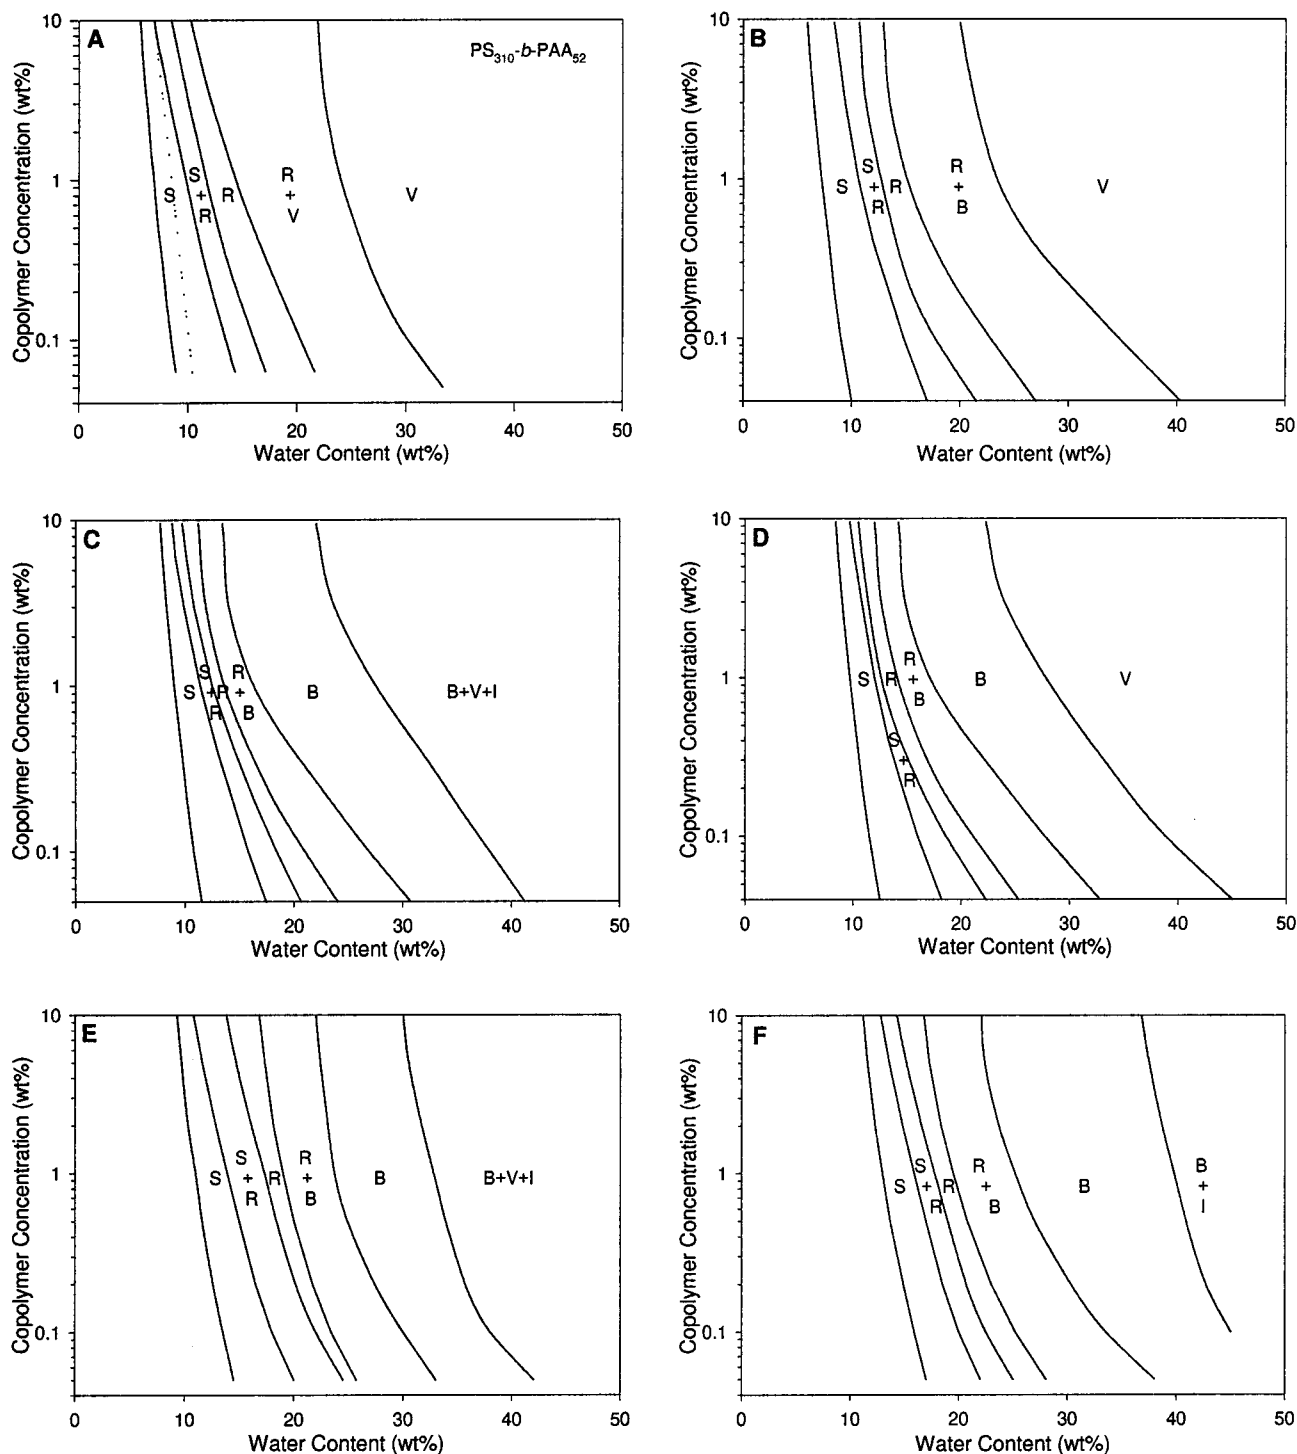 A
PS310-b-PAA52
Copolymer Concentration (wt%)
10
1
0.1
S
S
+
R
R
R
+
V
V
0 10 20 30 40 50
Water Content (wt%)
B
Copolymer Concentration (wt%)
10
1
0.1
S
S
+
R
R
R
+
B
V
0 10 20 30 40 50
Water Content (wt%)
C
Copolymer Concentration (wt%)
10
1
0.1
S
S
+
R
R
R
+
B
B
B+V+I
0 10 20 30 40 50
Water Content (wt%)
D
Copolymer Concentration (wt%)
10
1
0.1
S
S
+
R
R
R
+
B
B
V
0 10 20 30 40 50
Water Content (wt%)
E
Copolymer Concentration (wt%)
10
1
0.1
S
S
+
R
R
R
+
B
B
B+V+I
0 10 20 30 40 50
Water Content (wt%)
F
Copolymer Concentration (wt%)
10
1
0.1
S
S
+
R
R
R
+
B
B
B
+
I
0 10 20 30 40 50
Water Content (wt%)